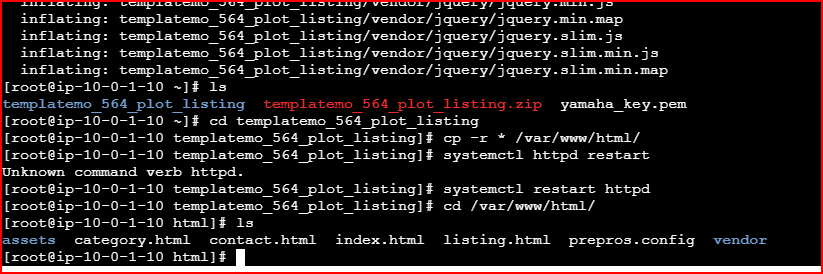 inflating: templatemo_564_plot_listing/vendor/jquery/jquery.min.js
inflating: templatemo_564_plot_listing/vendor/jquery/jquery.min.map
inflating: templatemo_564_plot_listing/vendor/jquery/jquery.slim.js
inflating: templatemo_564_plot_listing/vendor/jquery/jquery.slim.min.js
inflating: templatemo_564_plot_listing/vendor/jquery/jquery.slim.min.map
[root@ip-10-0-1-10 ~]# ls
templatemo_564_plot_listing  templatemo_564_plot_listing.zip  yamaha_key.pem
[root@ip-10-0-1-10 ~]# cd templatemo_564_plot_listing
[root@ip-10-0-1-10 templatemo_564_plot_listing]# cp -r * /var/www/html/
[root@ip-10-0-1-10 templatemo_564_plot_listing]# systemctl httpd restart
Unknown command verb httpd.
[root@ip-10-0-1-10 templatemo_564_plot_listing]# systemctl restart httpd
[root@ip-10-0-1-10 templatemo_564_plot_listing]# cd /var/www/html/
[root@ip-10-0-1-10 html]# ls
assets  category.html  contact.html  index.html  listing.html  prepros.config  vendor
[root@ip-10-0-1-10 html]#